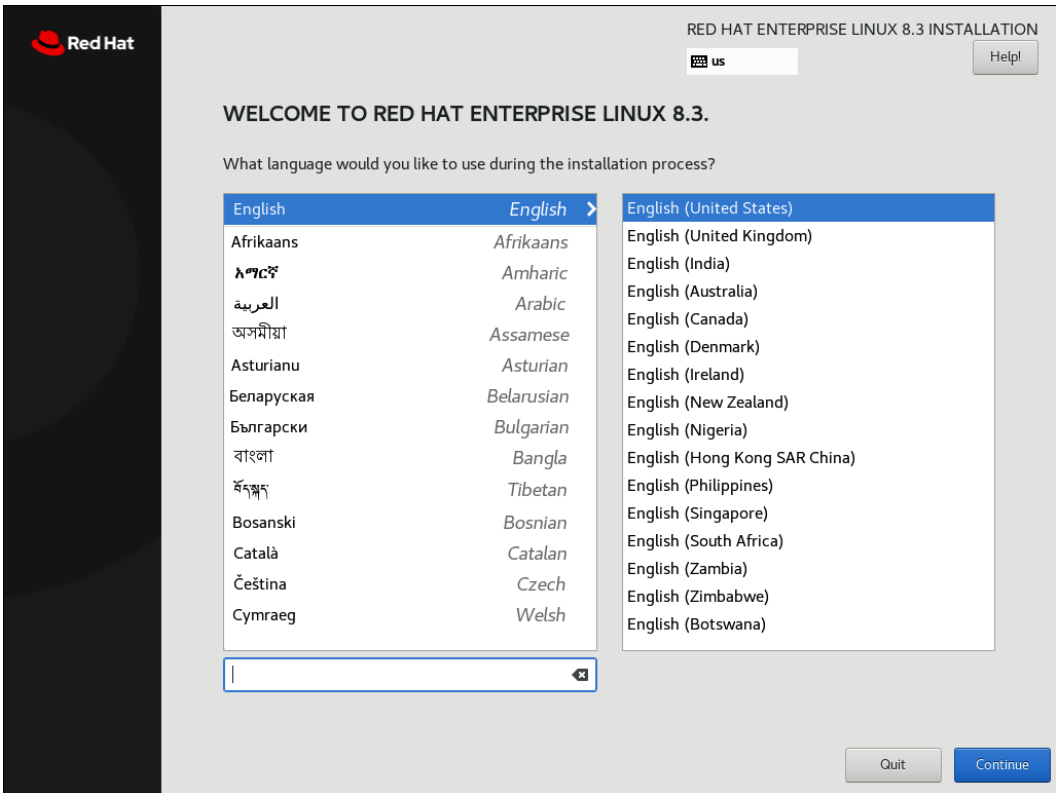 Red Hat
RED HAT ENTERPRISE LINUX 8.3 INSTALLATION
us
Help!
WELCOME TO RED HAT ENTERPRISE LINUX 8.3.
What language would you like to use during the installation process?
English English
Afrikaans Afrikaans
አማርኛ Amharic
العربية Arabic
অসমীয়া Assamese
Asturianu Asturian
Беларуская Belarusian
Български Bulgarian
বাংলা Bangla
བོད་སྐད་ Tibetan
Bosanski Bosnian
Català Catalan
Čeština Czech
Cymraeg Welsh
English (United States)
English (United Kingdom)
English (India)
English (Australia)
English (Canada)
English (Denmark)
English (Ireland)
English (New Zealand)
English (Nigeria)
English (Hong Kong SAR China)
English (Philippines)
English (Singapore)
English (South Africa)
English (Zambia)
English (Zimbabwe)
English (Botswana)
Quit
Continue